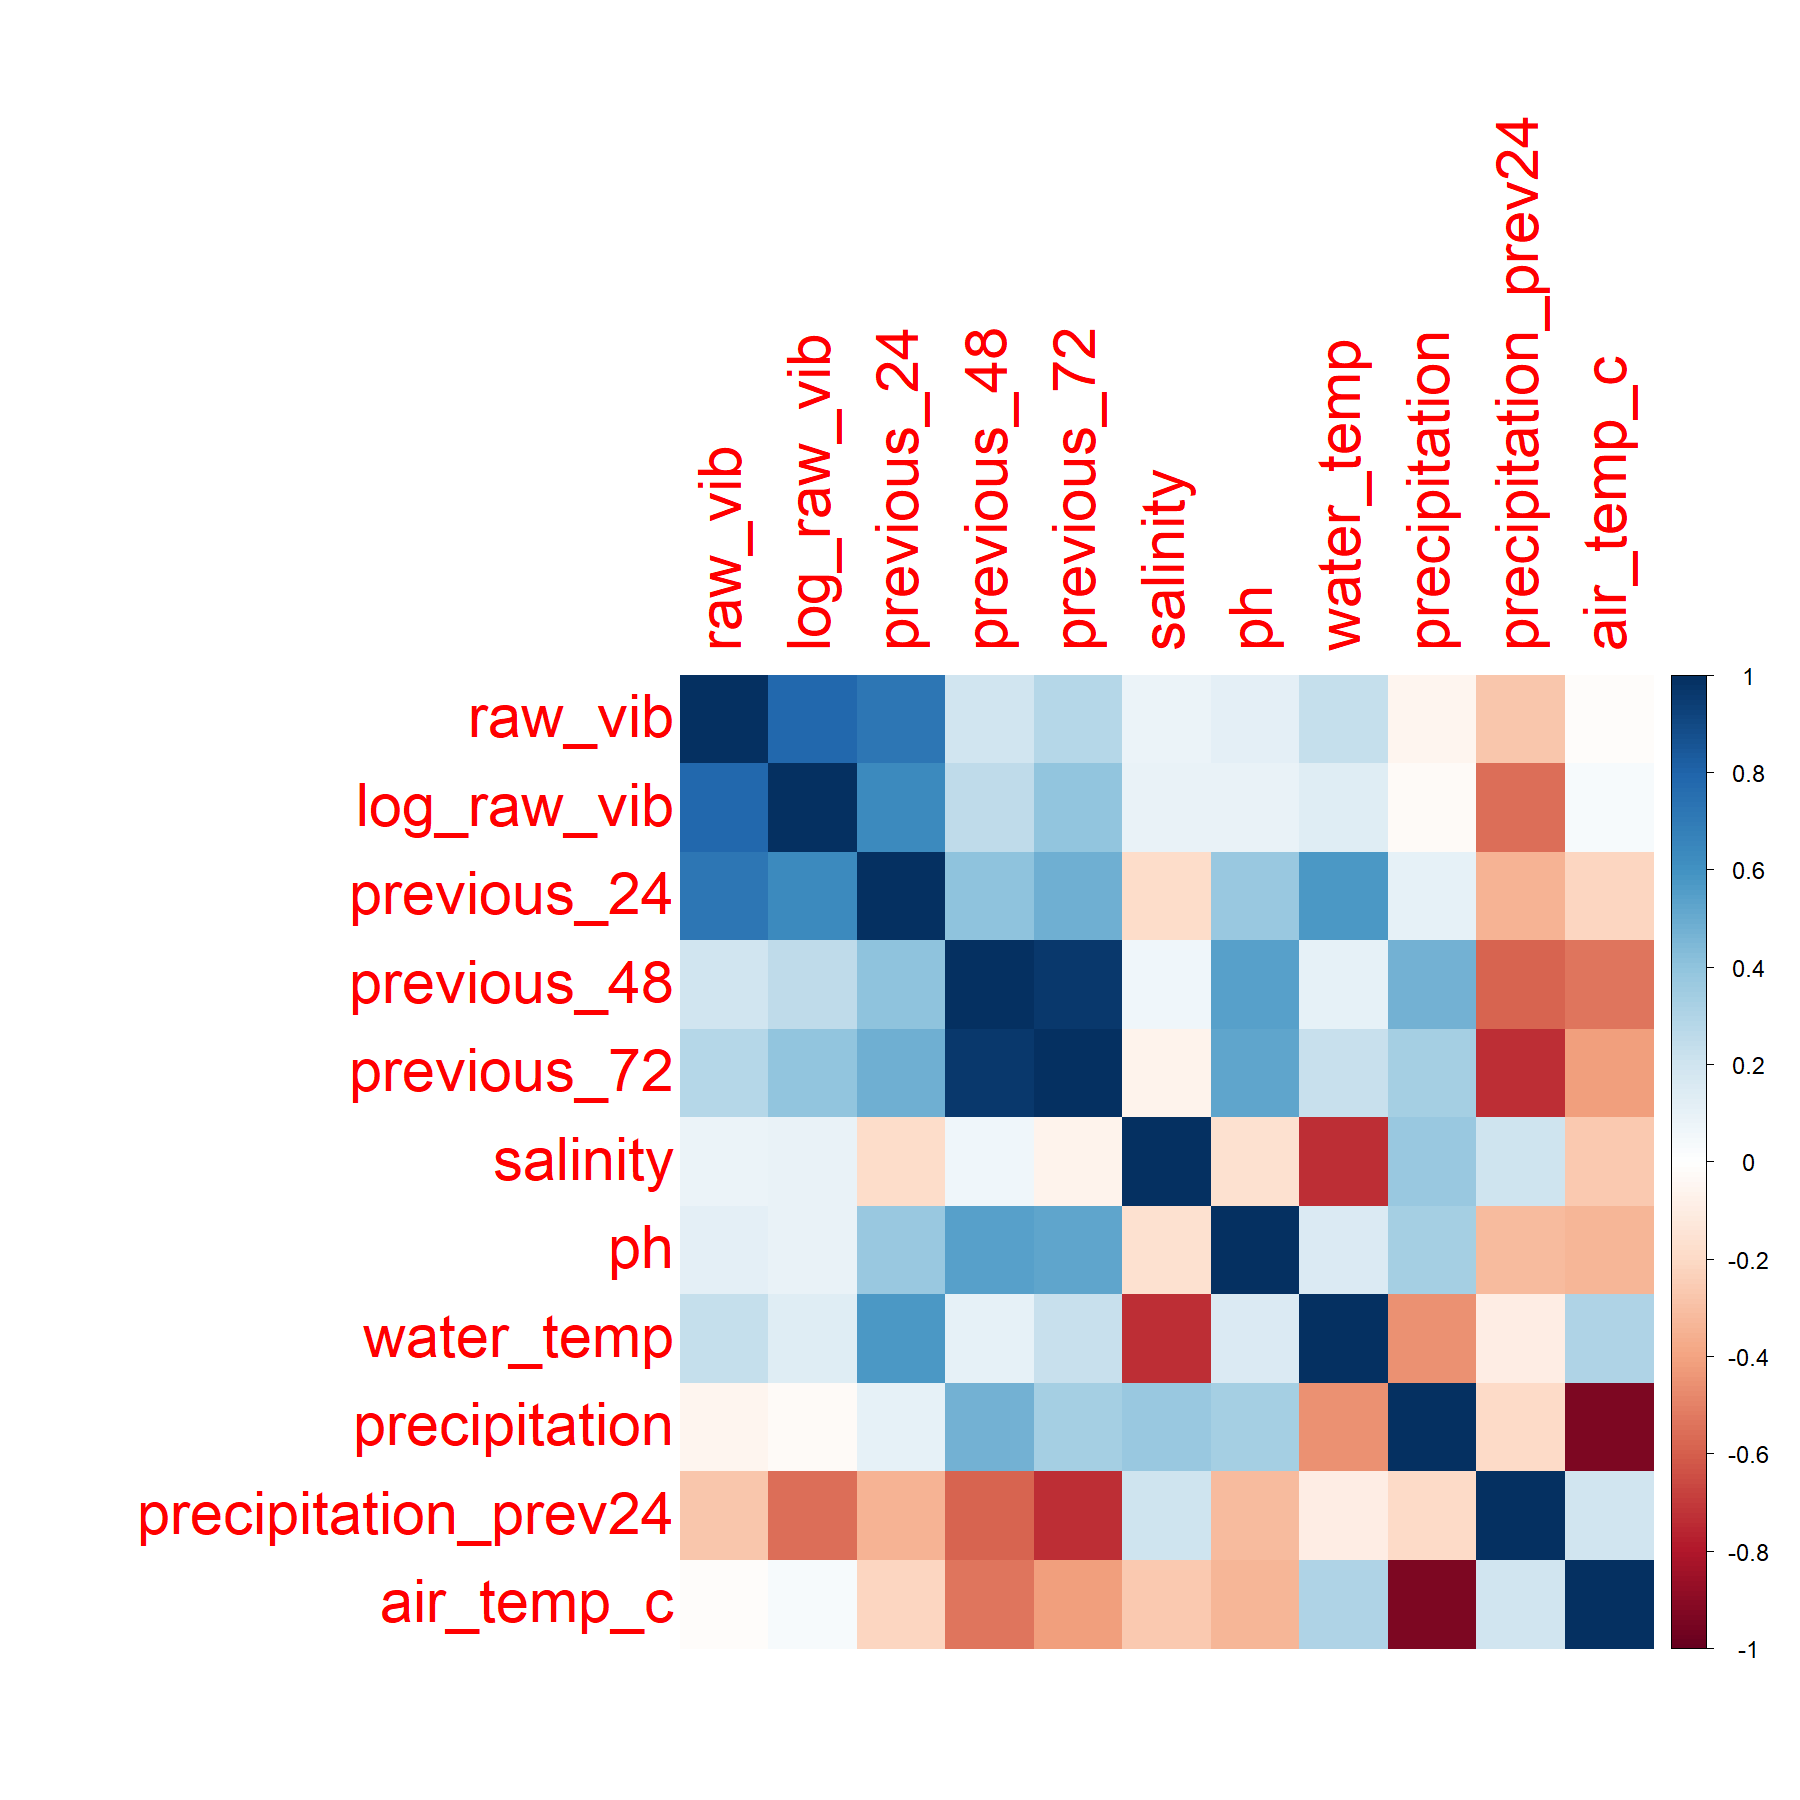 raw_vib
log_raw_vib
previous_24
previous_48
previous_72
salinity
ph
water_temp
precipitation
precipitation_prev24
air_temp_c
raw_vib
log_raw_vib
previous_24
previous_48
previous_72
salinity
ph
water_temp
precipitation
precipitation_prev24
air_temp_c
1
0.8
0.6
0.4
0.2
0
-0.2
-0.4
-0.6
-0.8
-1